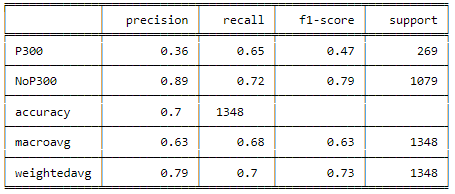 precision recall f1-score support
P300 0.36 0.65 0.47 269
NoP300 0.89 0.72 0.79 1079
accuracy 0.7 1348
macroavg 0.63 0.68 0.63 1348
weightedavg 0.79 0.7 0.73 1348